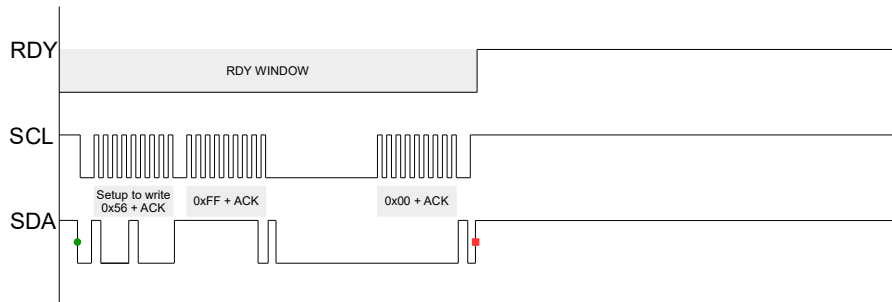 RDY
RDY WINDOW
SCL
Setup to write
0x56 + ACK
0xFF + ACK
0x00 + ACK
SDA